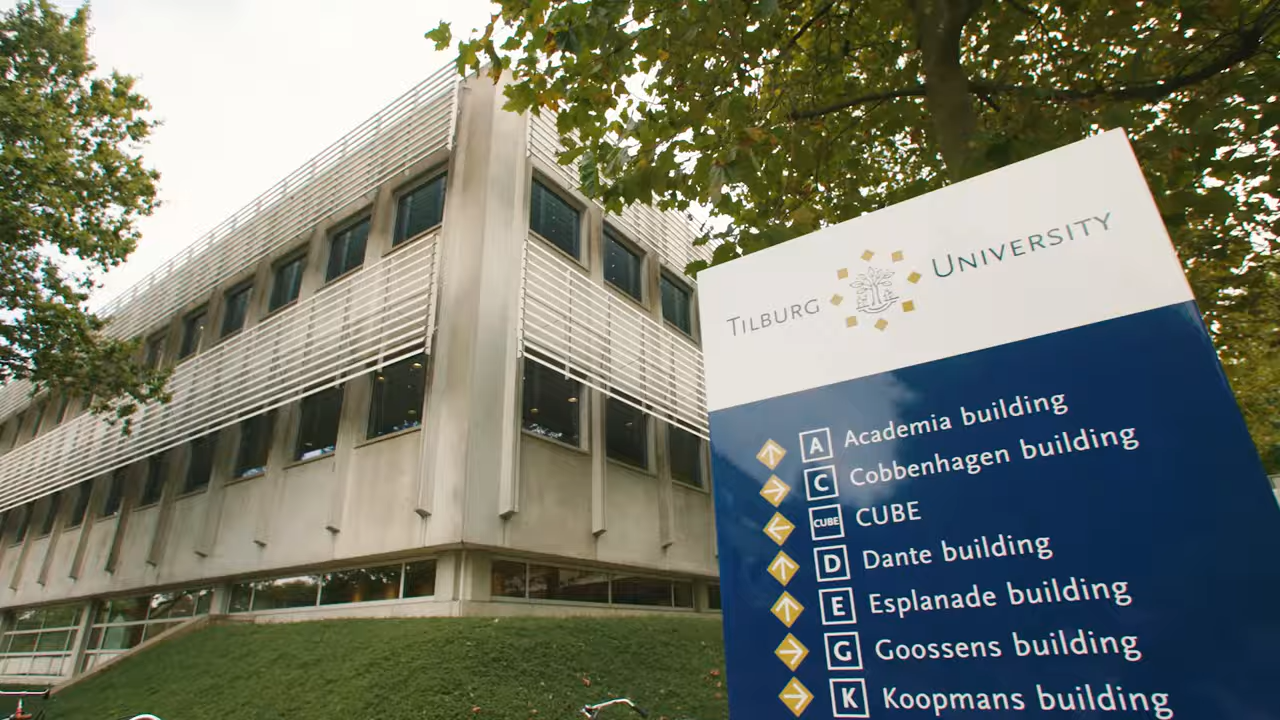 TILBURG UNIVERSITY
A Academia building
C Cobbenhagen building
CUBE CUBE
D Dante building
E Esplanade building
G Goossens building
K Koopmans building